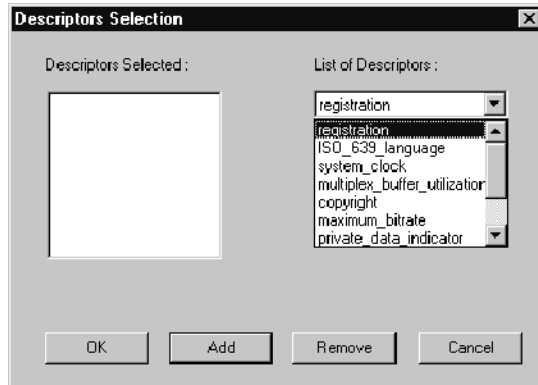 Descriptors Selection
Descriptors Selected :
List of Descriptors :
registration
registration
ISO_639_language
system_clock
multiplex_buffer_utilization
copyright
maximum_bitrate
private_data_indicator
OK
Add
Remove
Cancel